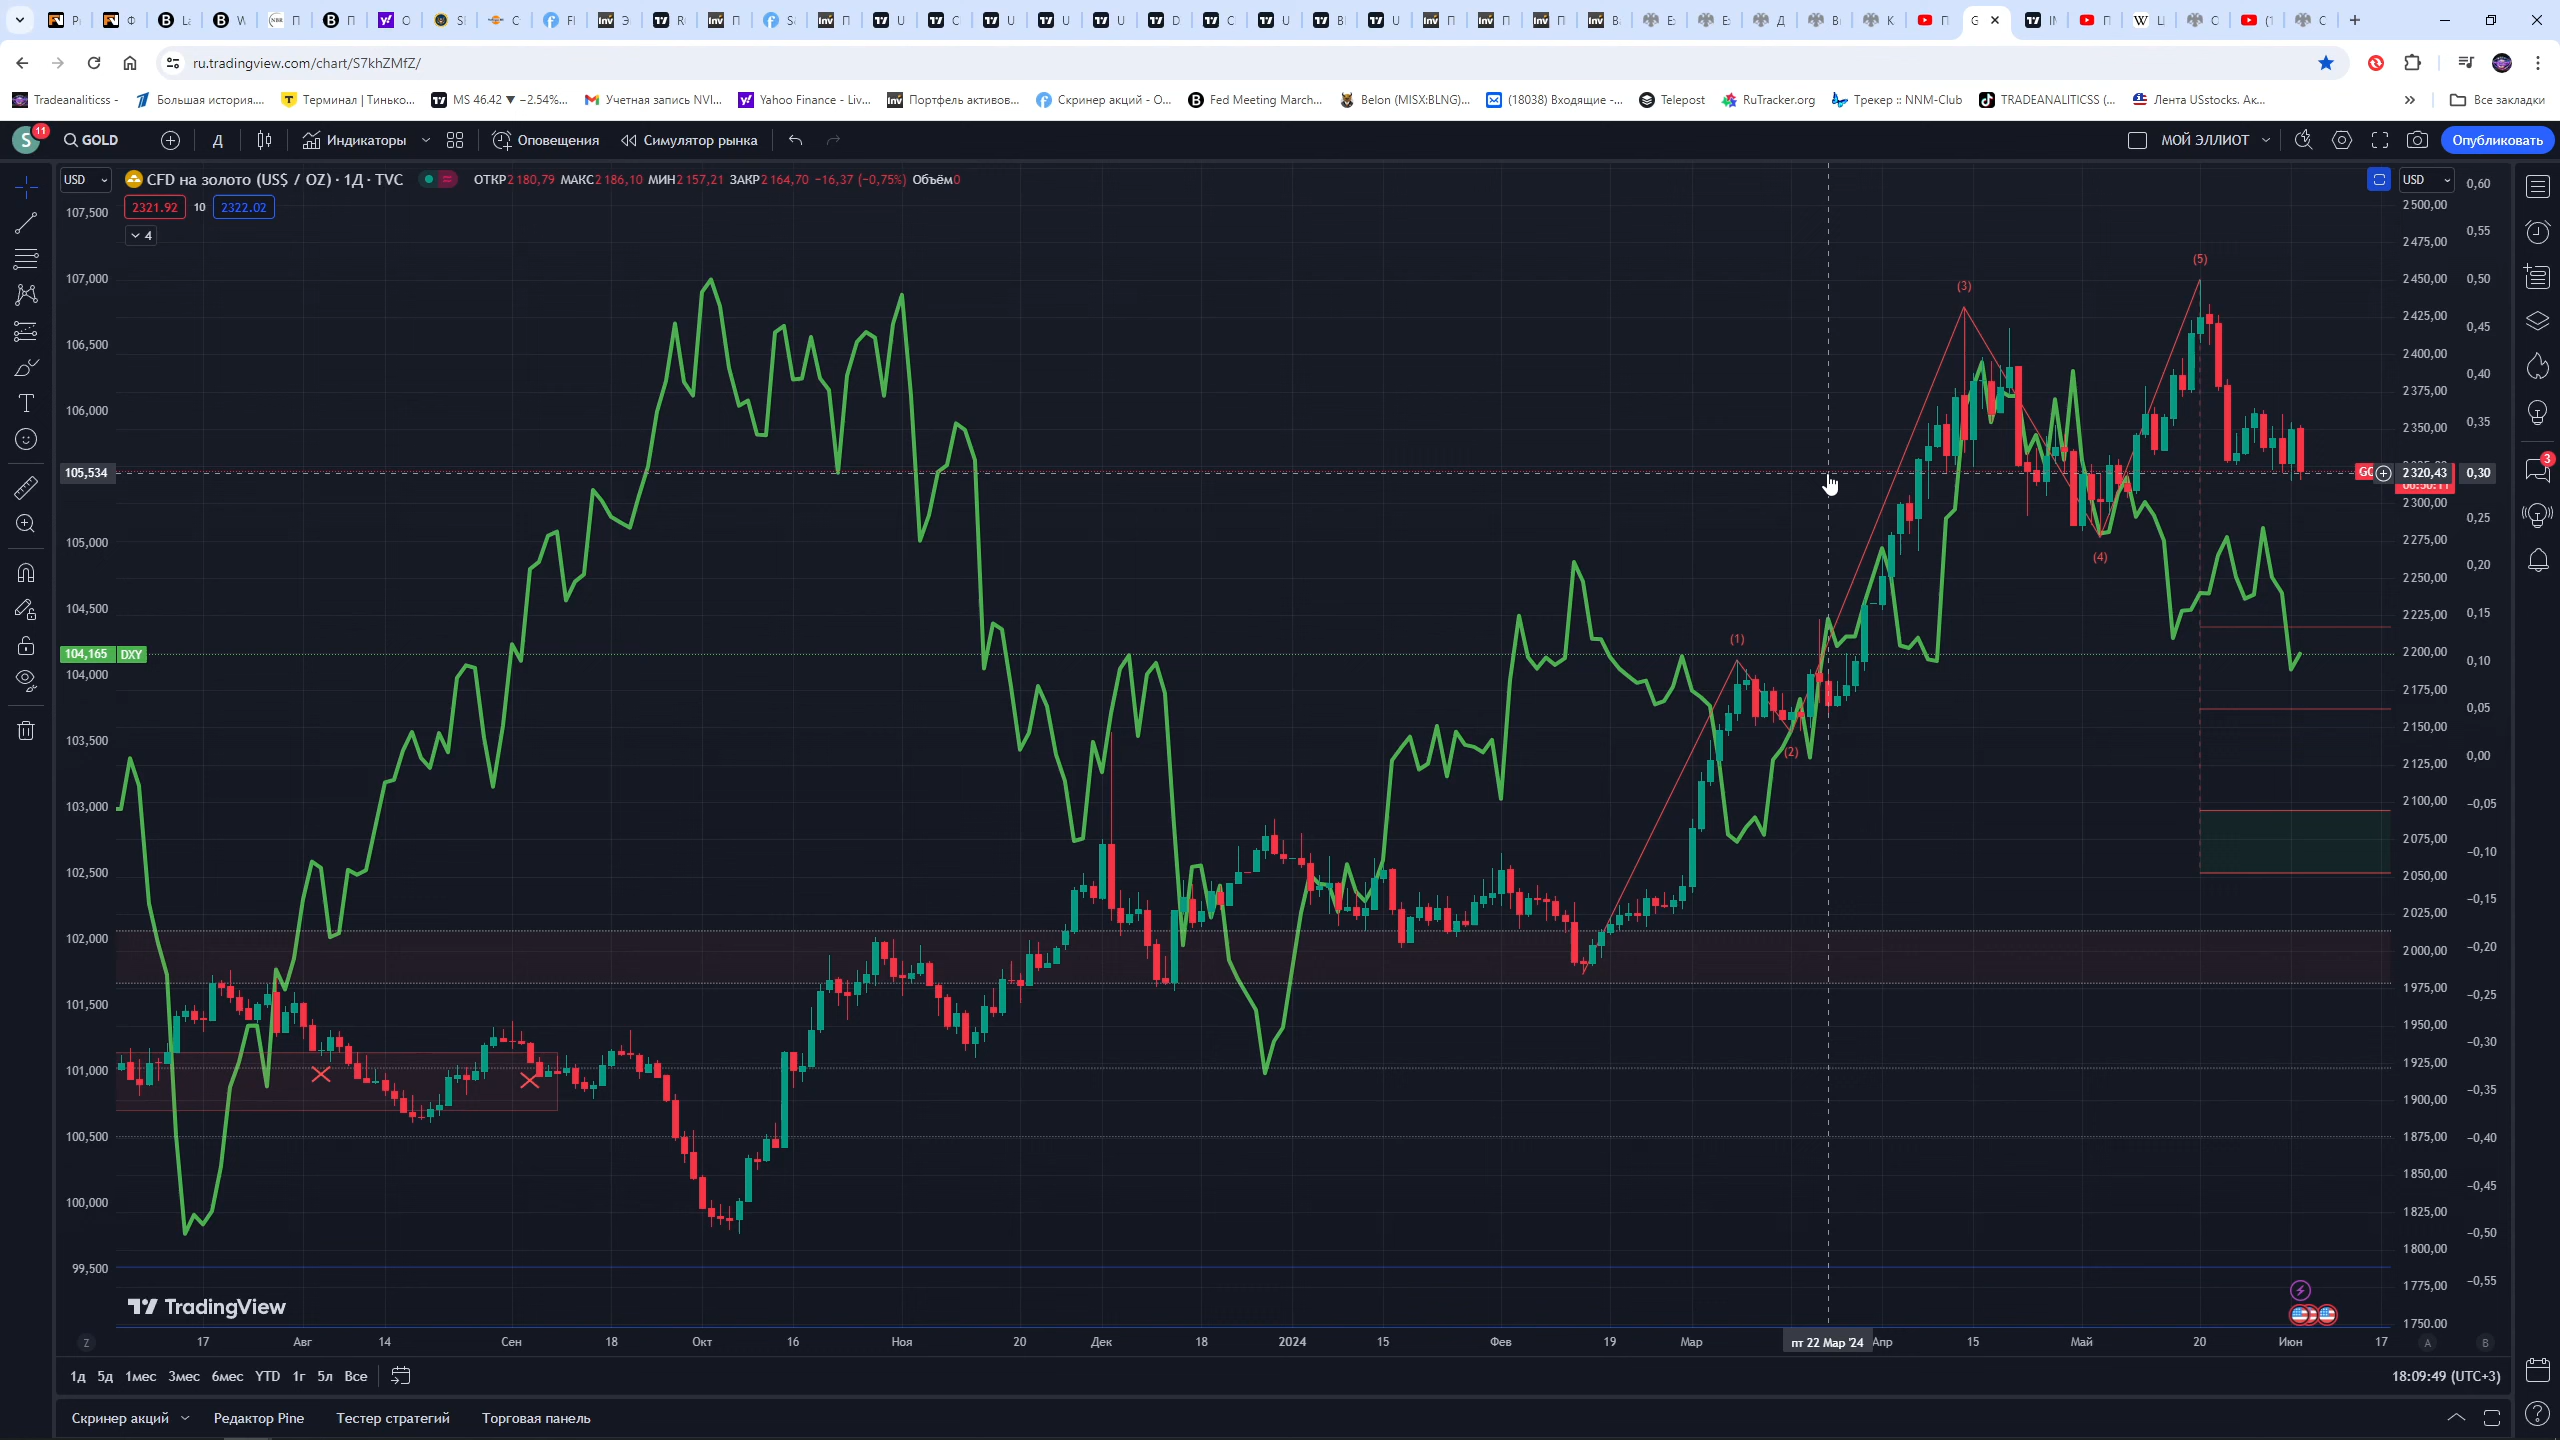 ru.tradingview.com/chart/S7khZMfZ/
Tradeanaliticss -
Большая история....
Терминал | Тинько...
MS 46.42 ▼ −2.54%...
Учетная запись NVI...
Yahoo Finance - Liv...
Портфель активов...
Скринер акций - О...
Fed Meeting March...
Belon (MISX:BLNG)...
(18038) Входящие -...
Telepost
RuTracker.org
Трекер :: NNM-Club
TRADEANALITICSS (...
Лента USstocks. Ак...
Все закладки
S 11
GOLD
Д
Индикаторы
Оповещения
Симулятор рынка
МОЙ ЭЛЛИОТ
Опубликовать
USD
CFD на золото (US$ / OZ) · 1Д · TVC
ОТКР2 180,79 МАКС2 186,10 МИН2 157,21 ЗАКР2 164,70 −16,37 (−0,75%) Объём0
USD
2321.92 10 2322.02
4
107,500
107,000
106,500
106,000
105,534
105,000
104,500
104,165 DXY
104,000
103,500
103,000
102,500
102,000
101,500
101,000
100,500
100,000
99,500
(1)
(2)
(3)
(4)
(5)
2 500,00
2 475,00
2 450,00
2 425,00
2 400,00
2 375,00
2 350,00
2 320,43
2 300,00
2 275,00
2 250,00
2 225,00
2 200,00
2 175,00
2 150,00
2 125,00
2 100,00
2 075,00
2 050,00
2 025,00
2 000,00
1 975,00
1 950,00
1 925,00
1 900,00
1 875,00
1 850,00
1 825,00
1 800,00
1 775,00
1 750,00
0,60
0,55
0,50
0,45
0,40
0,35
0,30
0,25
0,20
0,15
0,10
0,05
0,00
−0,05
−0,10
−0,15
−0,20
−0,25
−0,30
−0,35
−0,40
−0,45
−0,50
−0,55
3
TradingView
Z 17 Авг 14 Сен 18 Окт 16 Ноя 20 Дек 18 2024 15 Фев 19 Мар пт 22 Мар '24 Апр 15 Май 20 Июн 17 A B
1д 5д 1мес 3мес 6мес YTD 1г 5л Все
18:09:49 (UTC+3)
Скринер акций
Редактор Pine
Тестер стратегий
Торговая панель